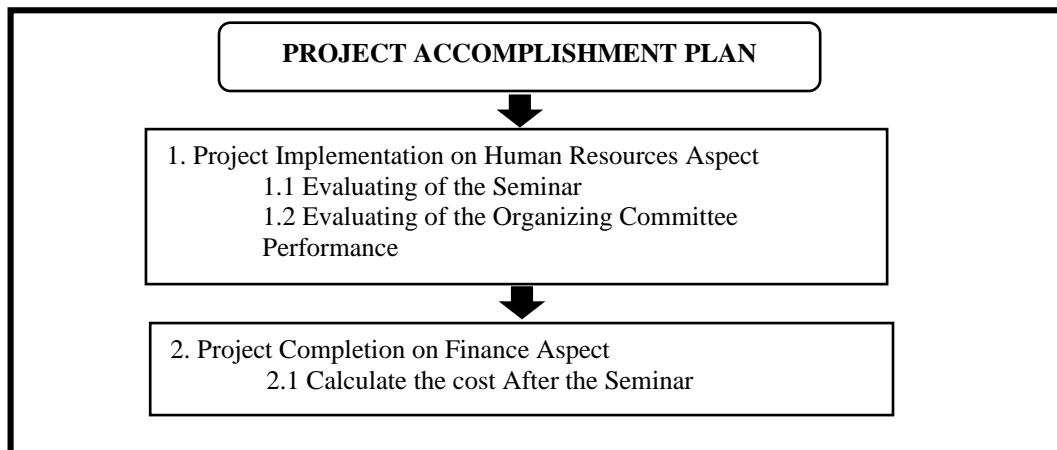 PROJECT ACCOMPLISHMENT PLAN
1. Project Implementation on Human Resources Aspect
1.1 Evaluating of the Seminar
1.2 Evaluating of the Organizing Committee
Performance
2. Project Completion on Finance Aspect
2.1 Calculate the cost After the Seminar